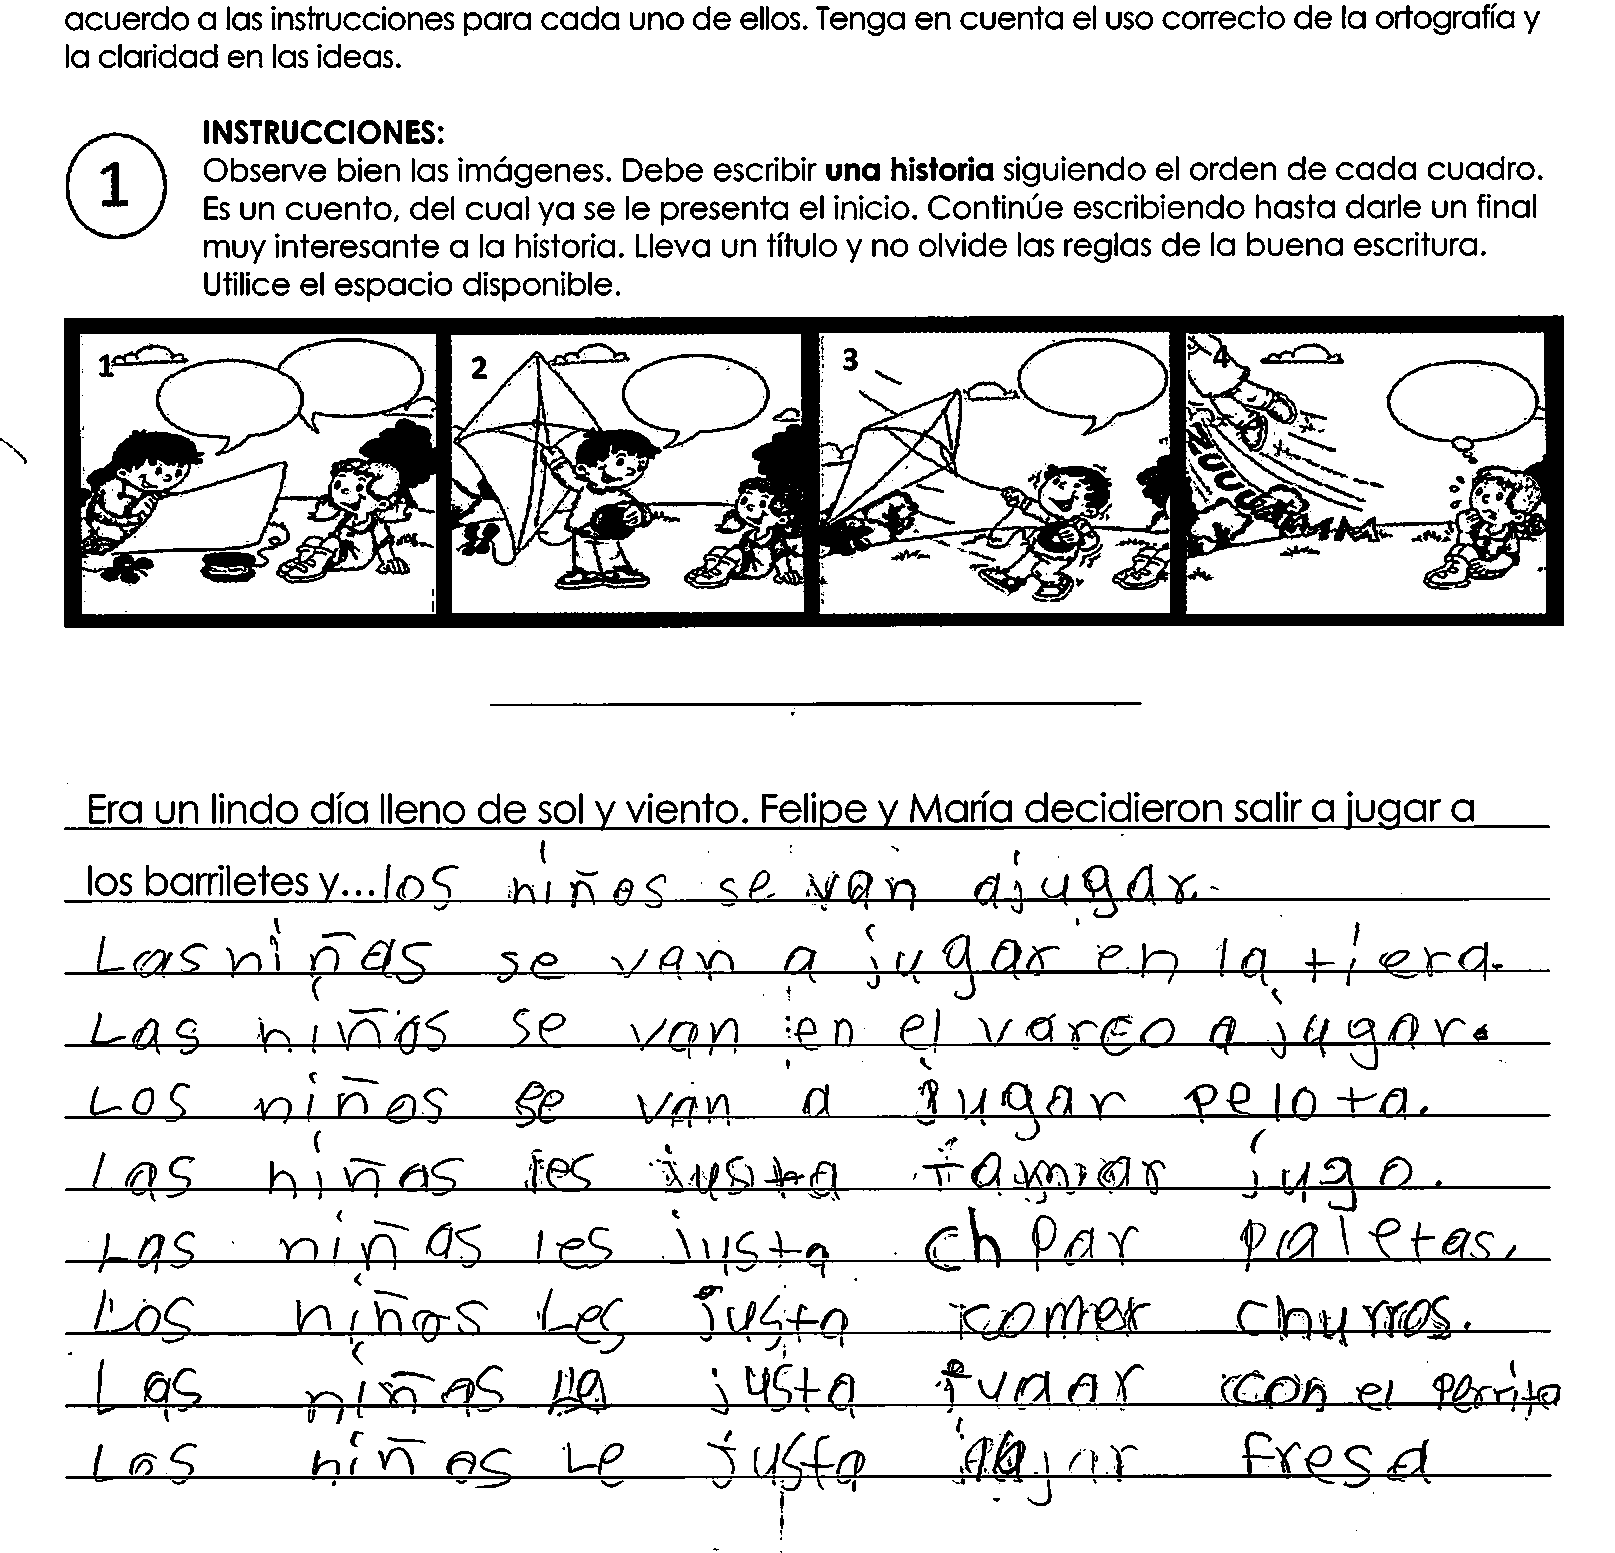 acuerdo a las instrucciones para cada uno de ellos. Tenga en cuenta el uso correcto de la ortografía y
la claridad en las ideas.
1
INSTRUCCIONES:
Observe bien las imágenes. Debe escribir una historia siguiendo el orden de cada cuadro.
Es un cuento, del cual ya se le presenta el inicio. Continúe escribiendo hasta darle un final
muy interesante a la historia. Lleva un título y no olvide las reglas de la buena escritura.
Utilice el espacio disponible.
1 2 3 4
Era un lindo día lleno de sol y viento. Felipe y María decidieron salir a jugar a
los barriletes y...los niños se van ajugar.
Las niñas se van a jugar en la tiera.
Las niñas se van en el varco a jugar.
Los niños se van a jugar pelota.
Las niñas les justa jugo.
Las niñas les justa chpar paletas.
Los niños Les justa comer churros.
Las niñas justa con el perrito
Los niños Le justa fresa